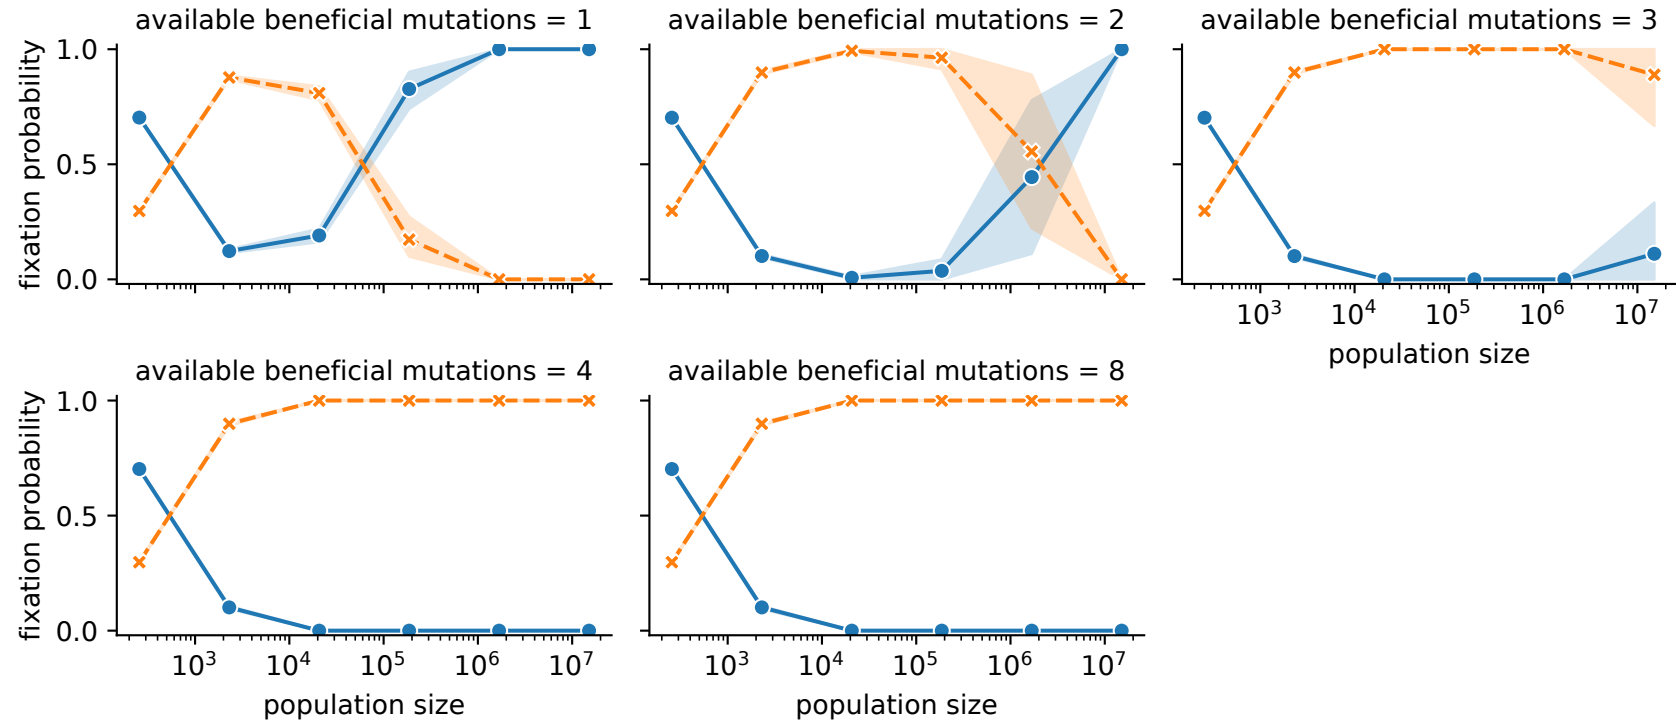 available beneficial mutations = 1
available beneficial mutations = 2
available beneficial mutations = 3
fixation probability
1.0
0.5
0.0
10³ 10⁴ 10⁵ 10⁶ 10⁷
population size
available beneficial mutations = 4
available beneficial mutations = 8
fixation probability
1.0
0.5
0.0
10³ 10⁴ 10⁵ 10⁶ 10⁷
10³ 10⁴ 10⁵ 10⁶ 10⁷
population size
population size